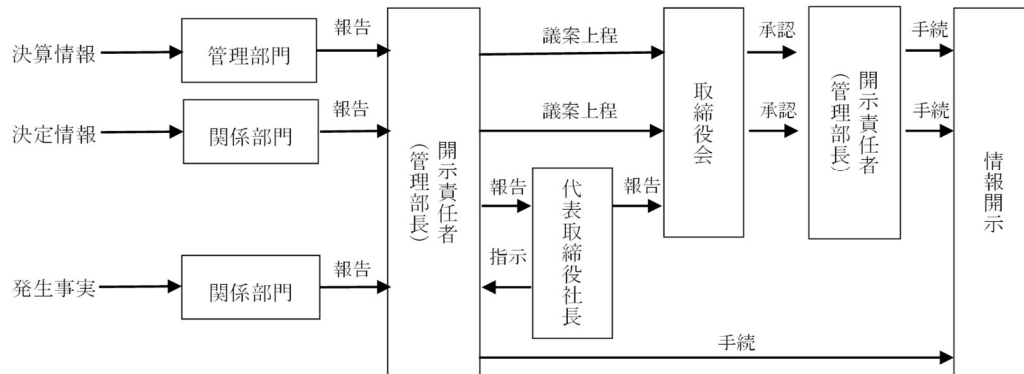 決算情報
管理部門
報告
議案上程
承認
手続
決定情報
関係部門
報告
議案上程
承認
手続
開示責任者
（管理部長）
取締役会
開示責任者
（管理部長）
情報開示
報告
代表取締役社長
報告
指示
発生事実
関係部門
報告
手続